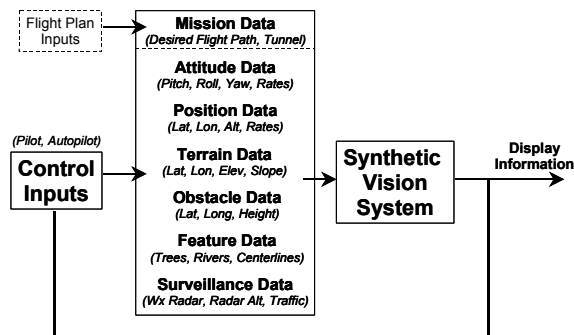 Flight Plan
Inputs
Mission Data
(Desired Flight Path, Tunnel)
Attitude Data
(Pitch, Roll, Yaw, Rates)
Position Data
(Lat, Lon, Alt, Rates)
Terrain Data
(Lat, Lon, Elev, Slope)
Obstacle Data
(Lat, Long, Height)
Feature Data
(Trees, Rivers, Centerlines)
Surveillance Data
(Wx Radar, Radar Alt, Traffic)
(Pilot, Autopilot)
Control
Inputs
Synthetic
Vision
System
Display
Information